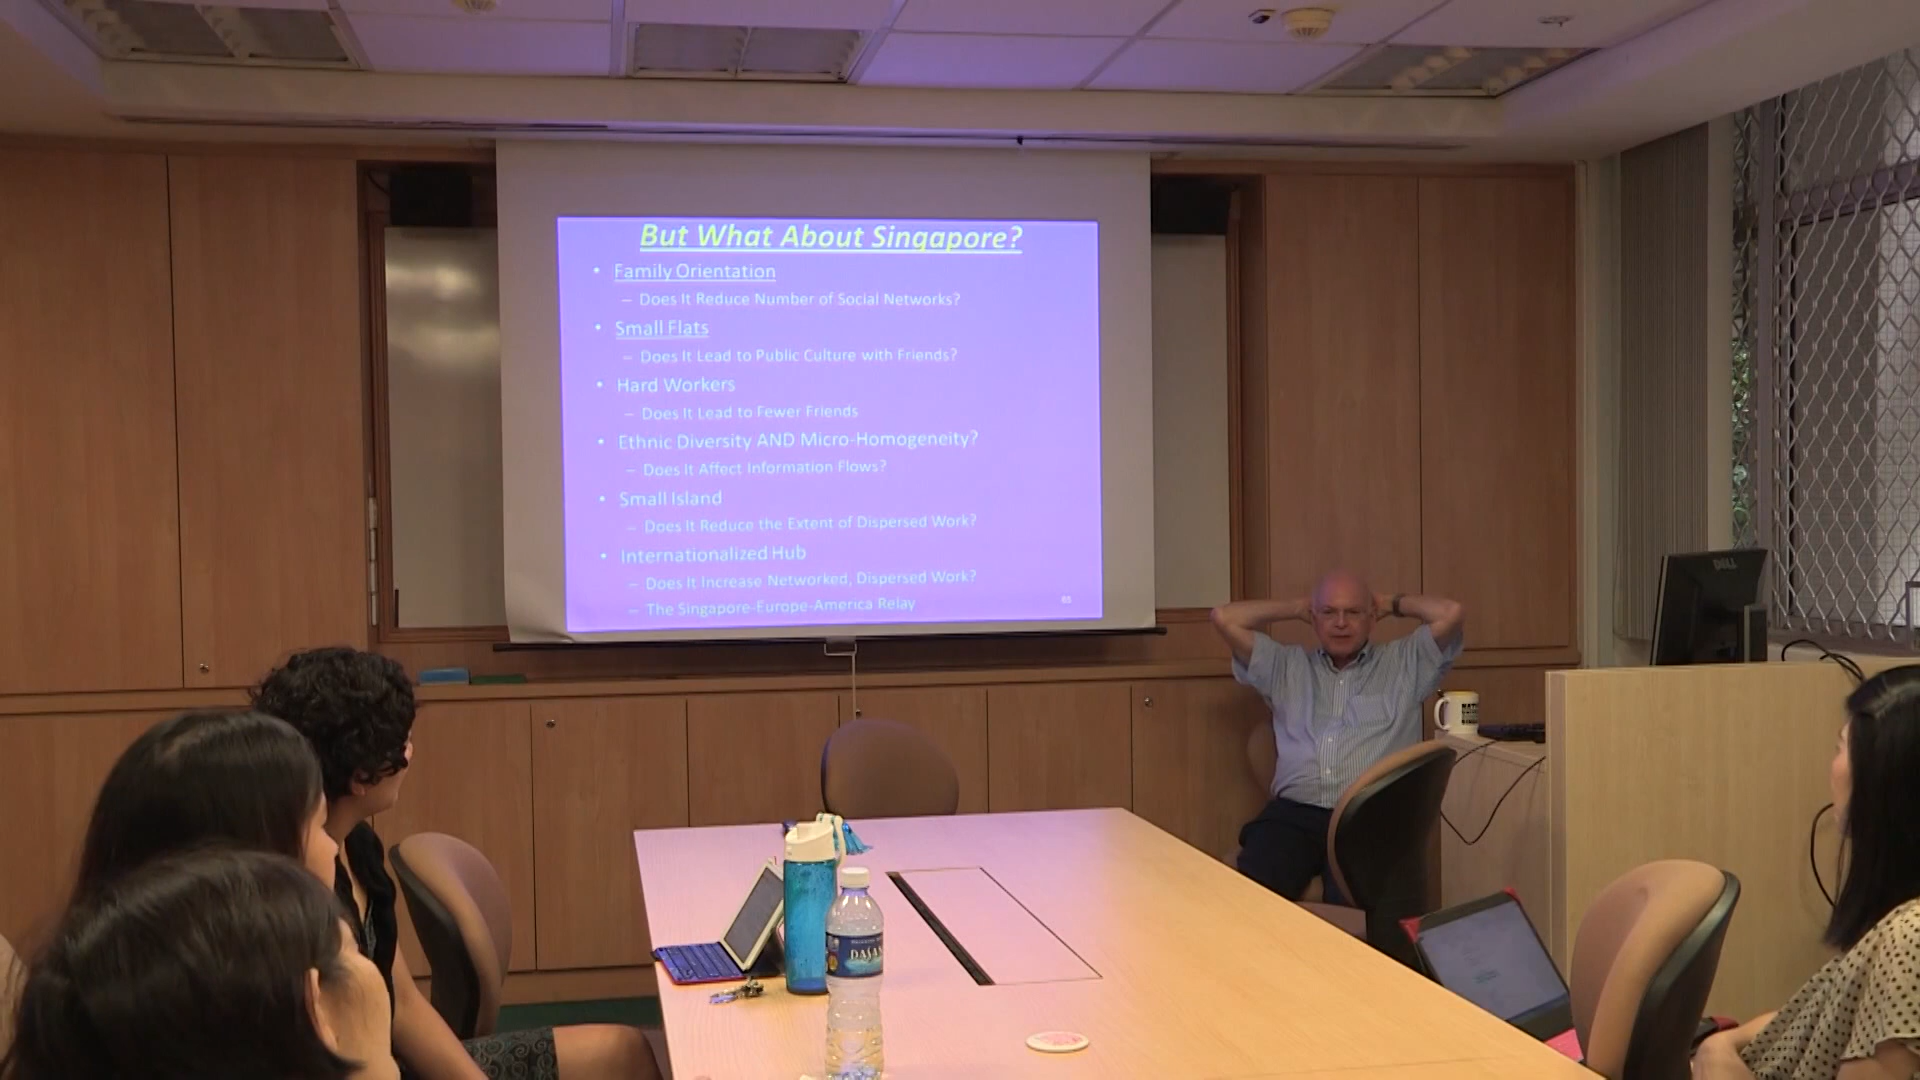 But What About Singapore?
• Family Orientation
– Does It Reduce Number of Social Networks?
• Small Flats
– Does It Lead to Public Culture with Friends?
• Hard Workers
– Does It Lead to Fewer Friends
• Ethnic Diversity AND Micro-Homogeneity?
– Does It Affect Information Flows?
• Small Island
– Does It Reduce the Extent of Dispersed Work?
• Internationalized Hub
– Does It Increase Networked, Dispersed Work?
– The Singapore-Europe-America Relay
65
DELL
DASAN